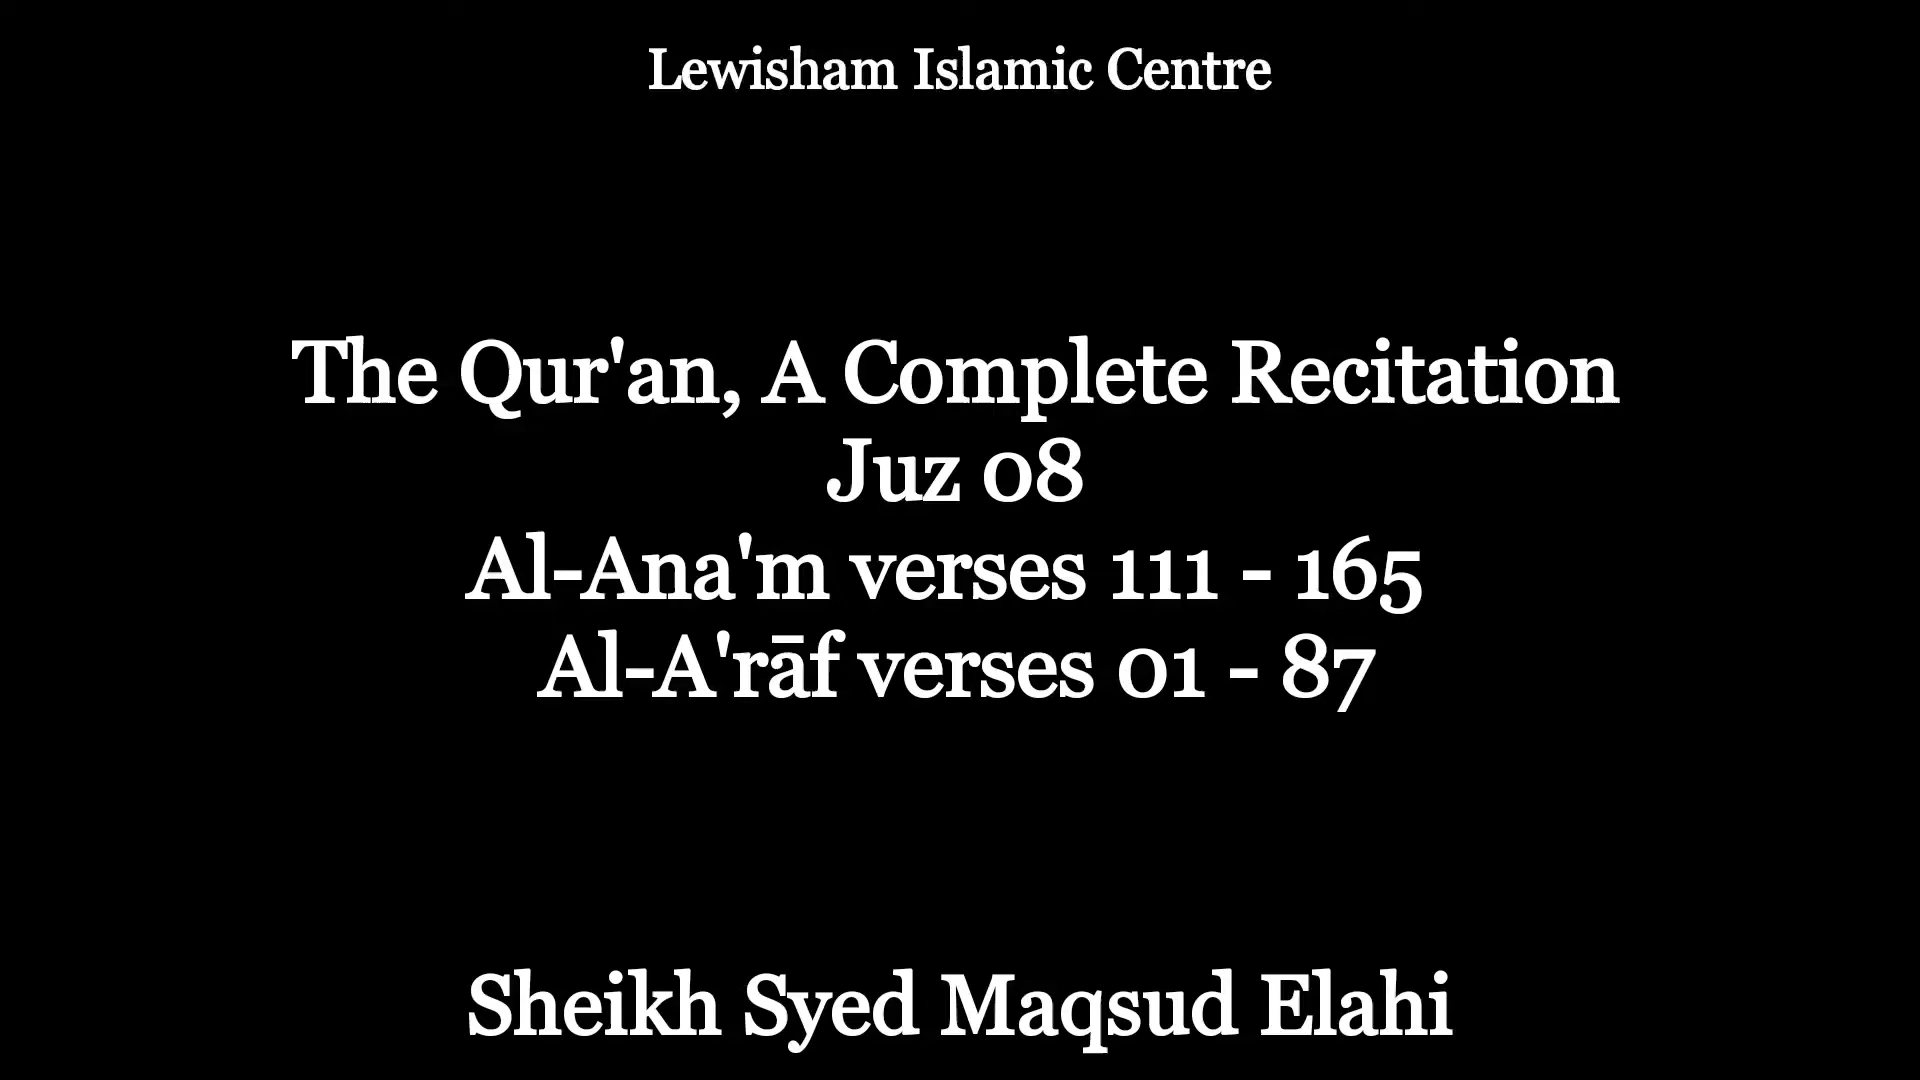 Lewisham Islamic Centre
The Qur'an, A Complete Recitation
Juz 08
Al-Ana'm verses 111 - 165
Al-A'rāf verses 01 - 87
Sheikh Syed Maqsud Elahi